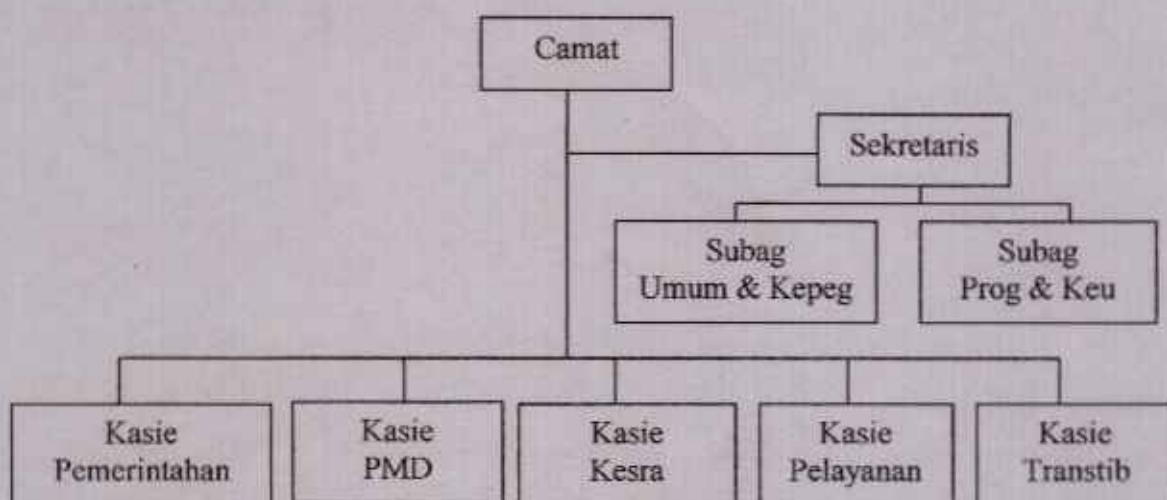 Camat
Sekretaris
Subag
Umum & Kepeg
Subag
Prog & Keu
Kasie
Pemerintahan
Kasie
PMD
Kasie
Kesra
Kasie
Pelayanan
Kasie
Transtib